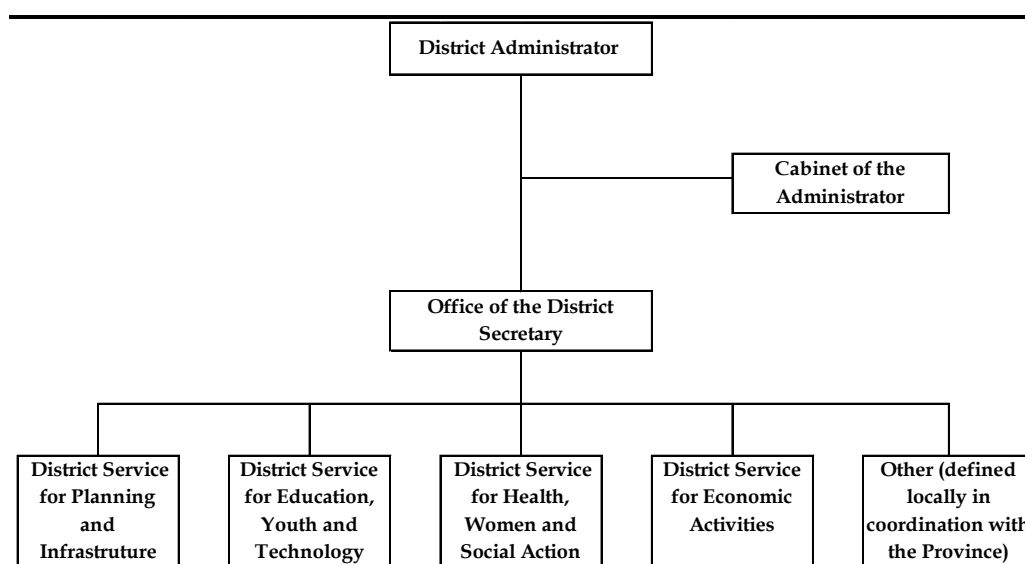 District Administrator
Cabinet of the
Administrator
Office of the District
Secretary
District Service
for Planning
and
Infrastruture
District Service
for Education,
Youth and
Technology
District Service
for Health,
Women and
Social Action
District Service
for Economic
Activities
Other (defined
locally in
coordination with
the Province)